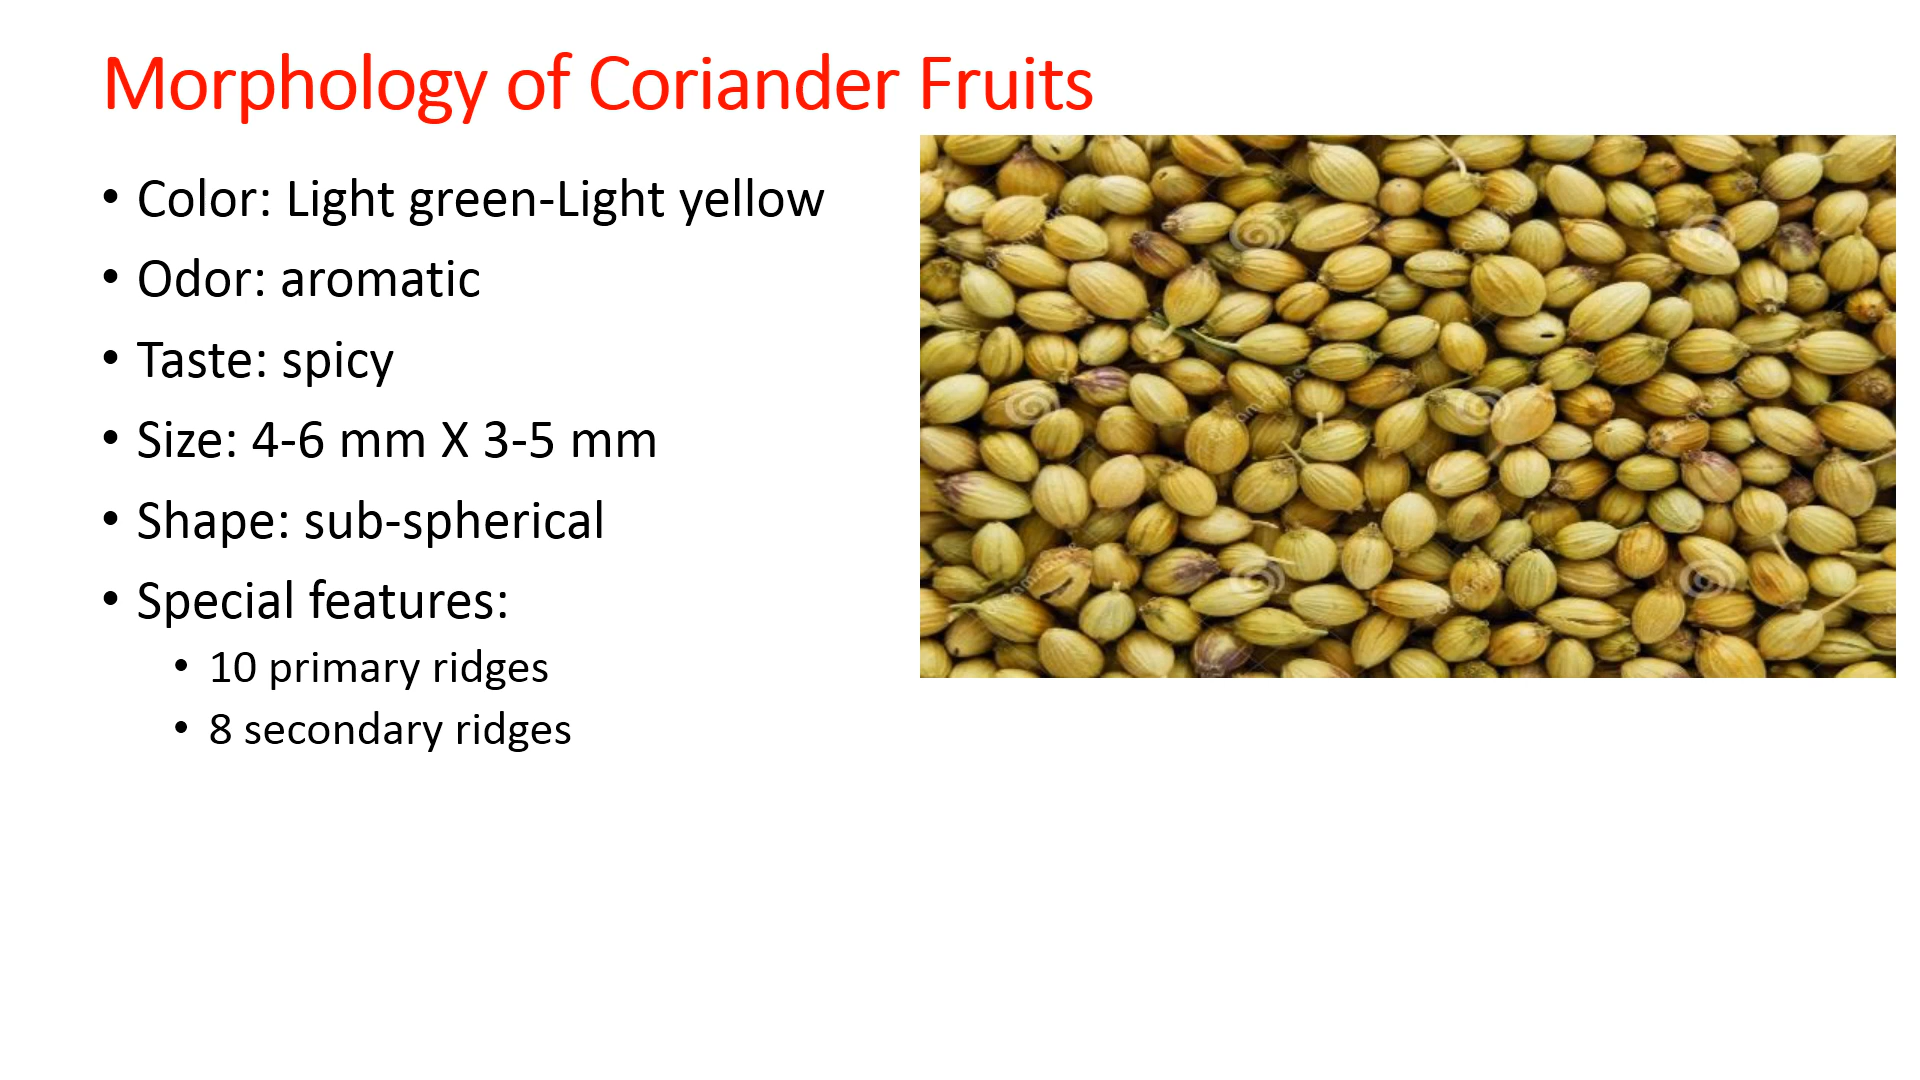 Morphology of Coriander Fruits
• Color: Light green-Light yellow
• Odor: aromatic
• Taste: spicy
• Size: 4-6 mm X 3-5 mm
• Shape: sub-spherical
• Special features:
• 10 primary ridges
• 8 secondary ridges